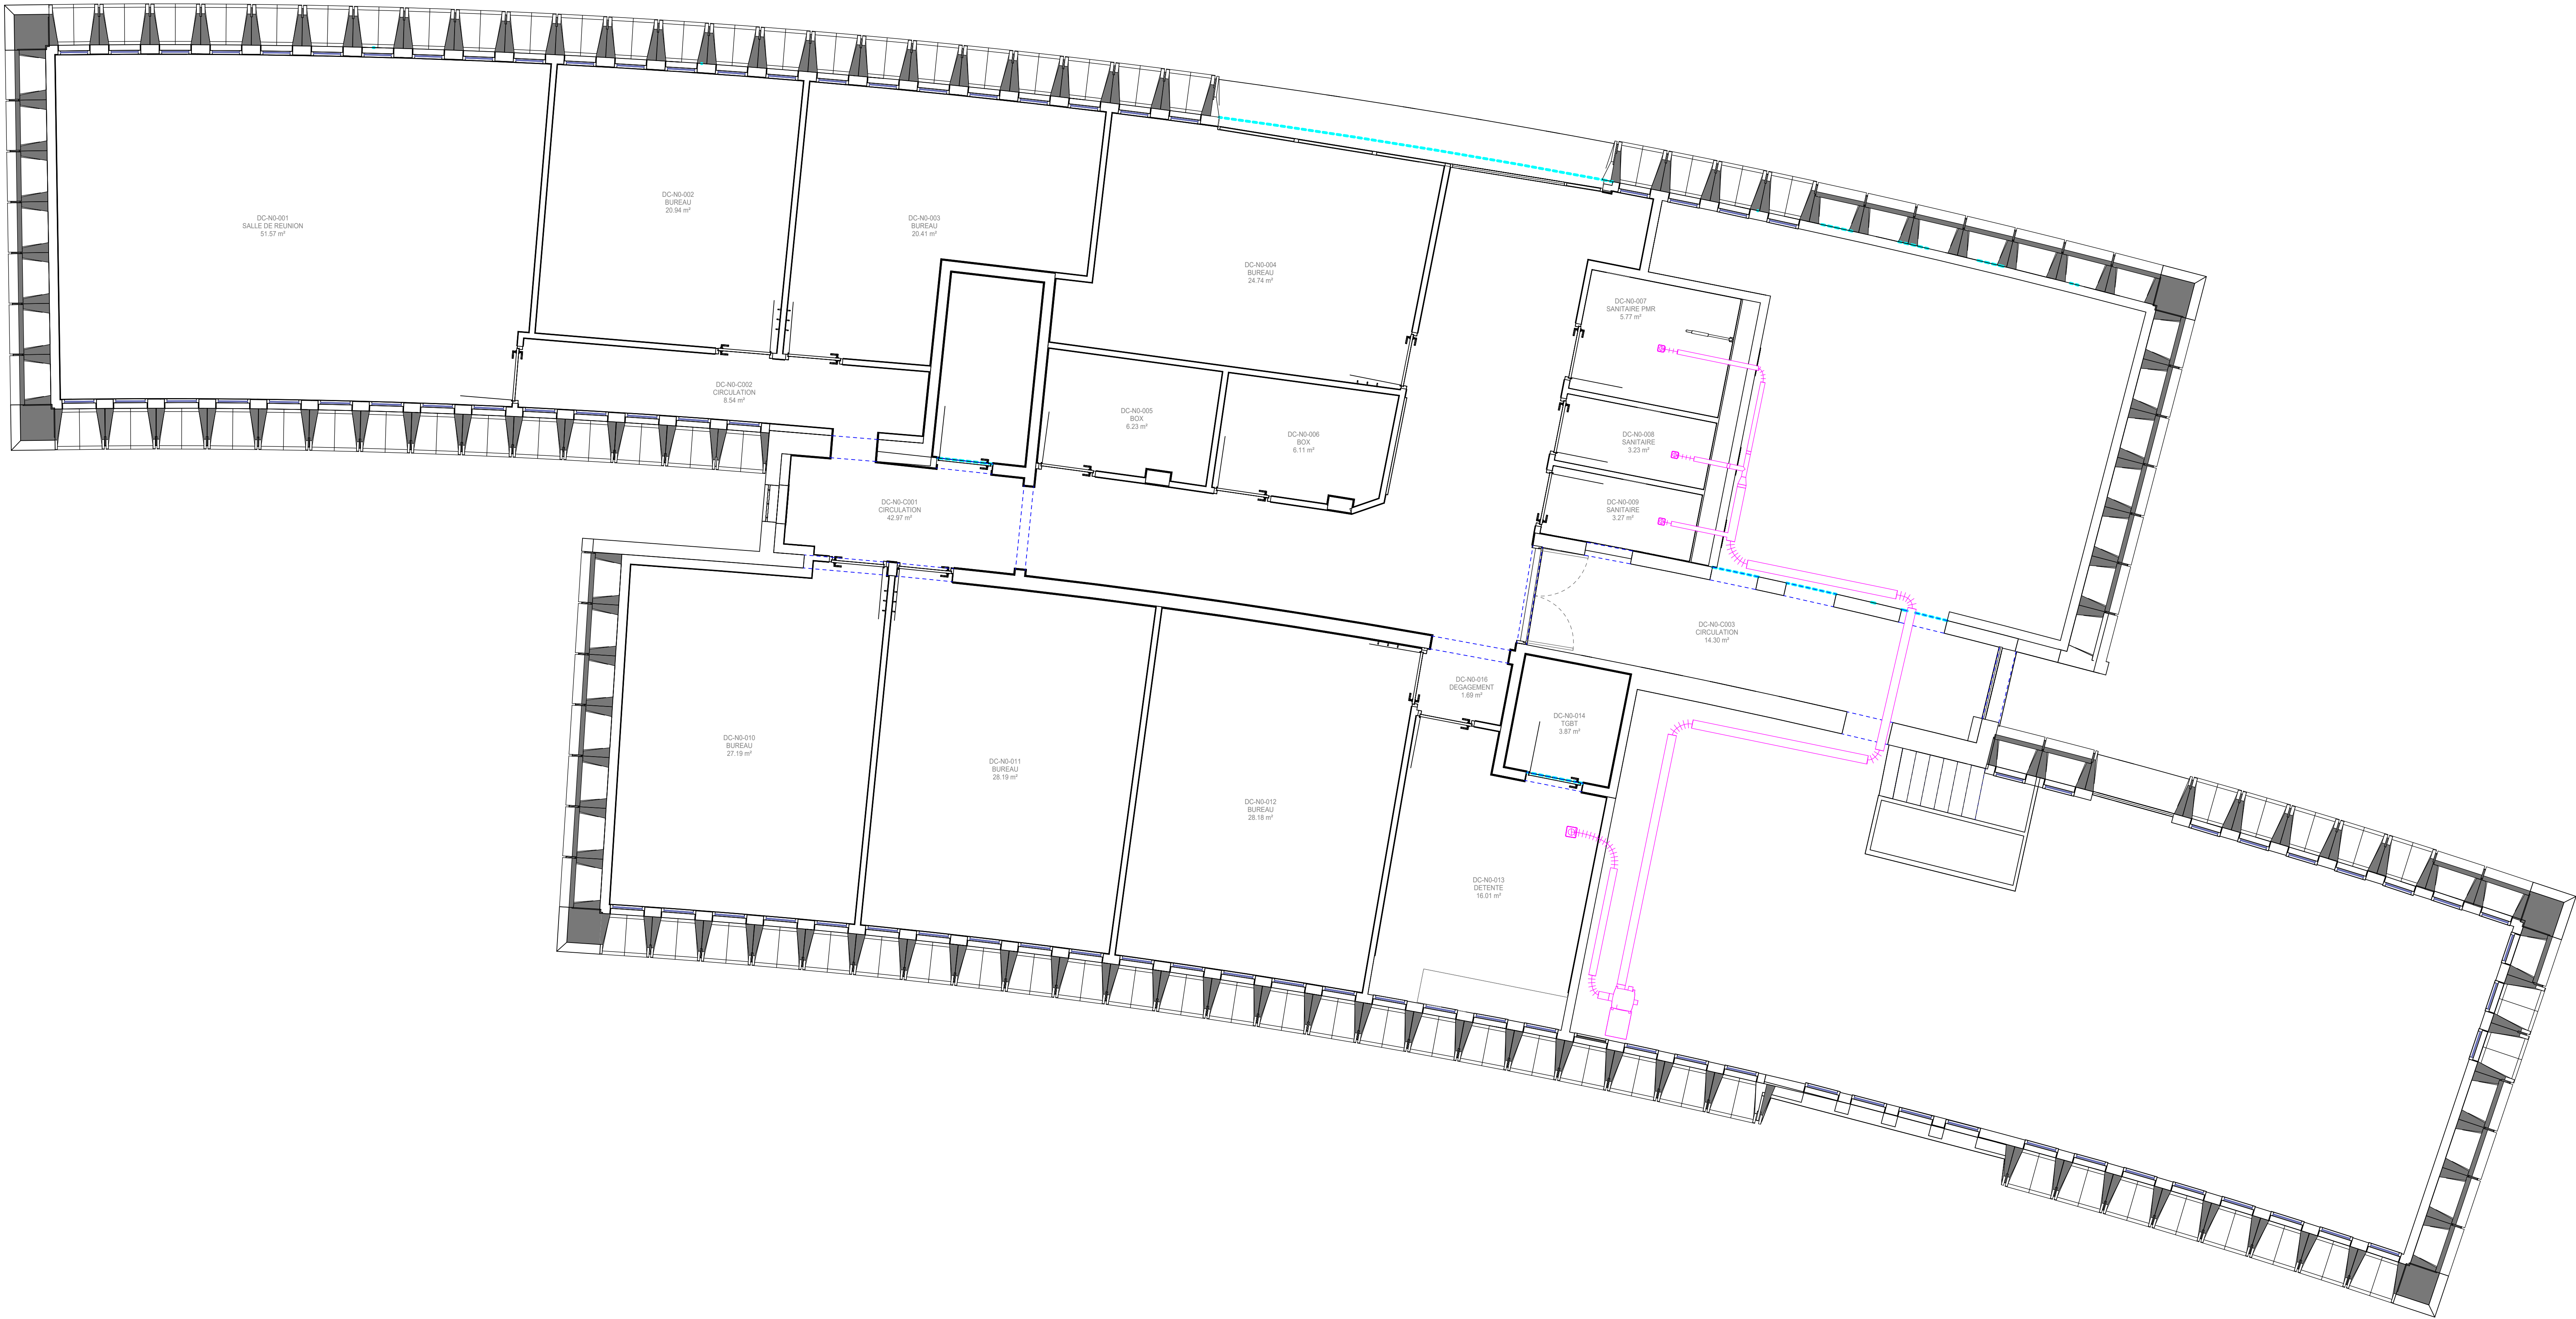 DC-N0-001
SALLE DE REUNION
51.57 m²
DC-N0-002
BUREAU
20.94 m²
DC-N0-003
BUREAU
20.41 m²
DC-N0-004
BUREAU
24.74 m²
DC-N0-007
SANITAIRE PMR
5.77 m²
DC-N0-C002
CIRCULATION
8.54 m²
DC-N0-005
BOX
6.23 m²
DC-N0-006
BOX
6.11 m²
DC-N0-008
SANITAIRE
3.23 m²
DC-N0-C001
CIRCULATION
42.97 m²
DC-N0-009
SANITAIRE
3.27 m²
DC-N0-C003
CIRCULATION
14.30 m²
DC-N0-016
DEGAGEMENT
1.69 m²
DC-N0-014
TGBT
3.87 m²
DC-N0-010
BUREAU
27.19 m²
DC-N0-011
BUREAU
28.19 m²
DC-N0-012
BUREAU
28.18 m²
DC-N0-013
DETENTE
16.01 m²